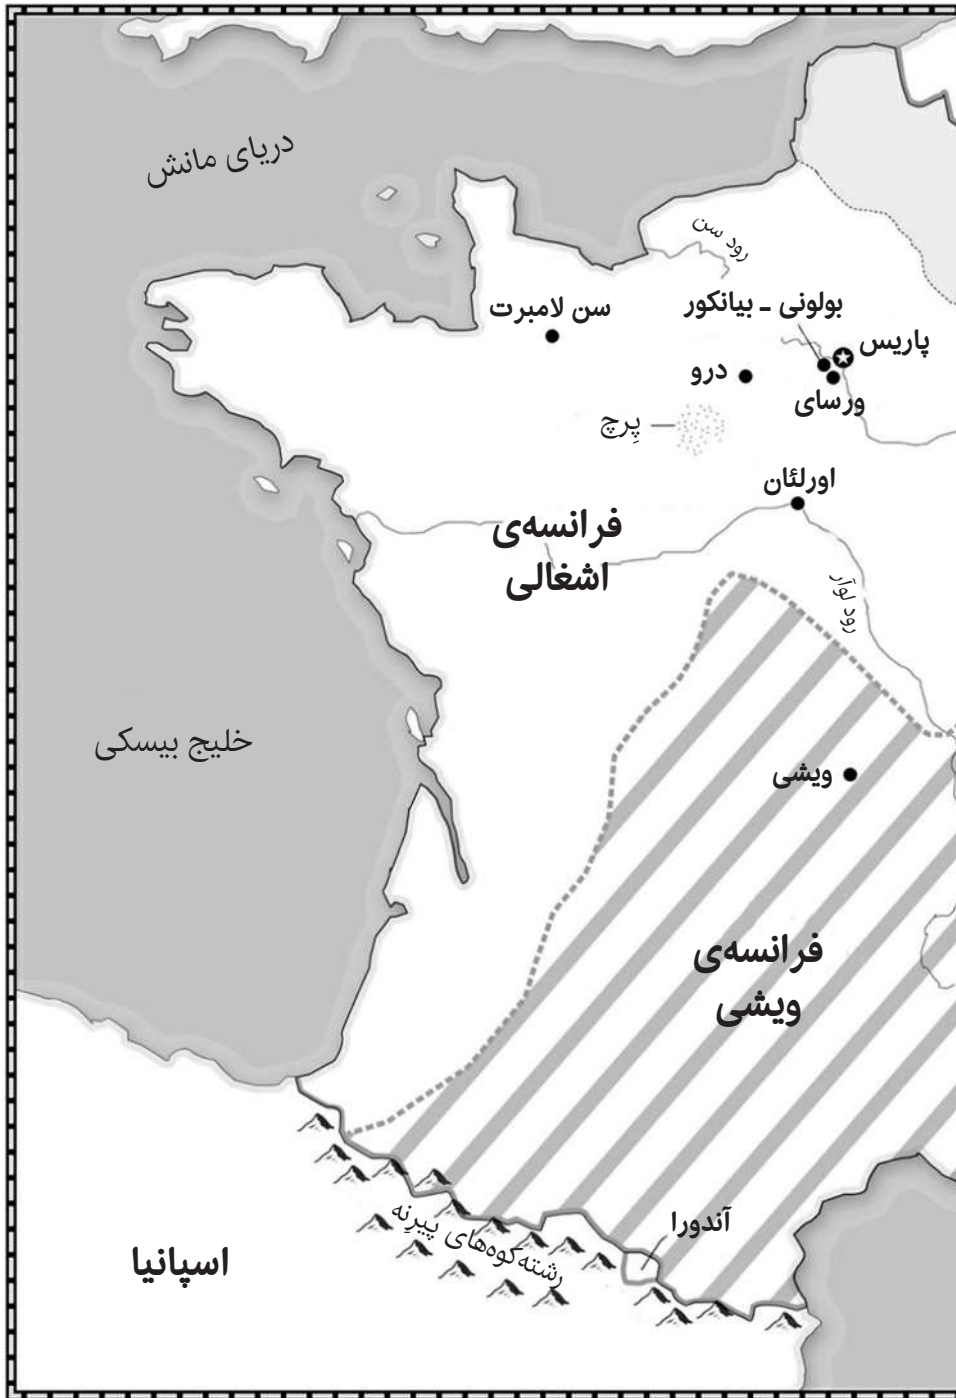 دریای مانش
رود سن
بولونی ـ بیانکور
سن لامبرت
پاریس
درو
ورسای
پِرچ
اورلئان
فرانسه‌ی
اشغالی
رود لوآر
خلیج بیسکی
ویشی
فرانسه‌ی
ویشی
آندورا
رشته‌کوه‌های پیرِنه
اسپانیا